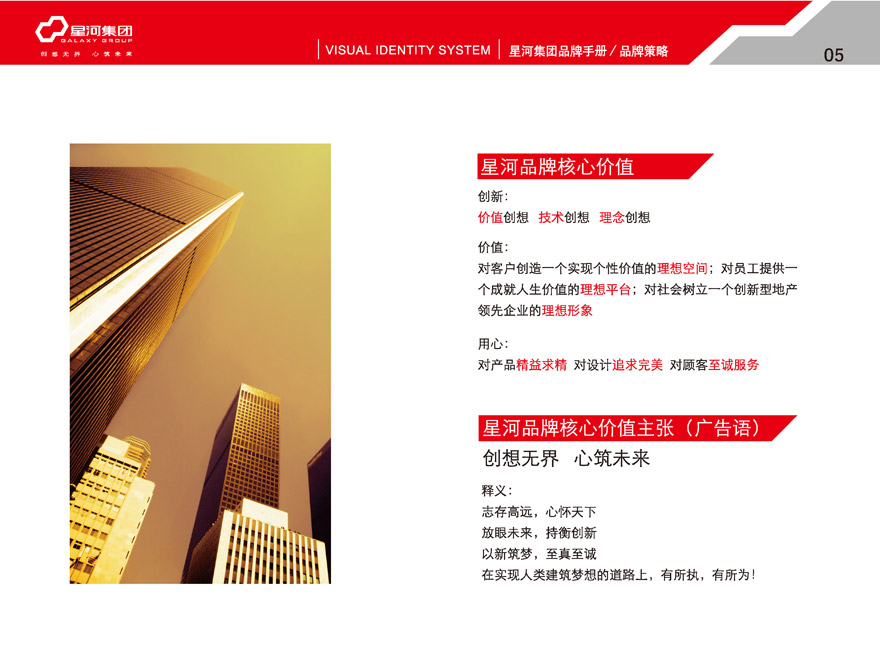 星河集团
GALAXY GROUP
创想无界 心筑未来
VISUAL IDENTITY SYSTEM
星河集团品牌手册 / 品牌策略
05
星河品牌核心价值
创新：
价值创想 技术创想 理念创想
价值：
对客户创造一个实现个性价值的理想空间；对员工提供一
个成就人生价值的理想平台；对社会树立一个创新型地产
领先企业的理想形象
用心：
对产品精益求精 对设计追求完美 对顾客至诚服务
星河品牌核心价值主张（广告语）
创想无界 心筑未来
释义：
志存高远，心怀天下
放眼未来，持衡创新
以新筑梦，至真至诚
在实现人类建筑梦想的道路上，有所执，有所为！